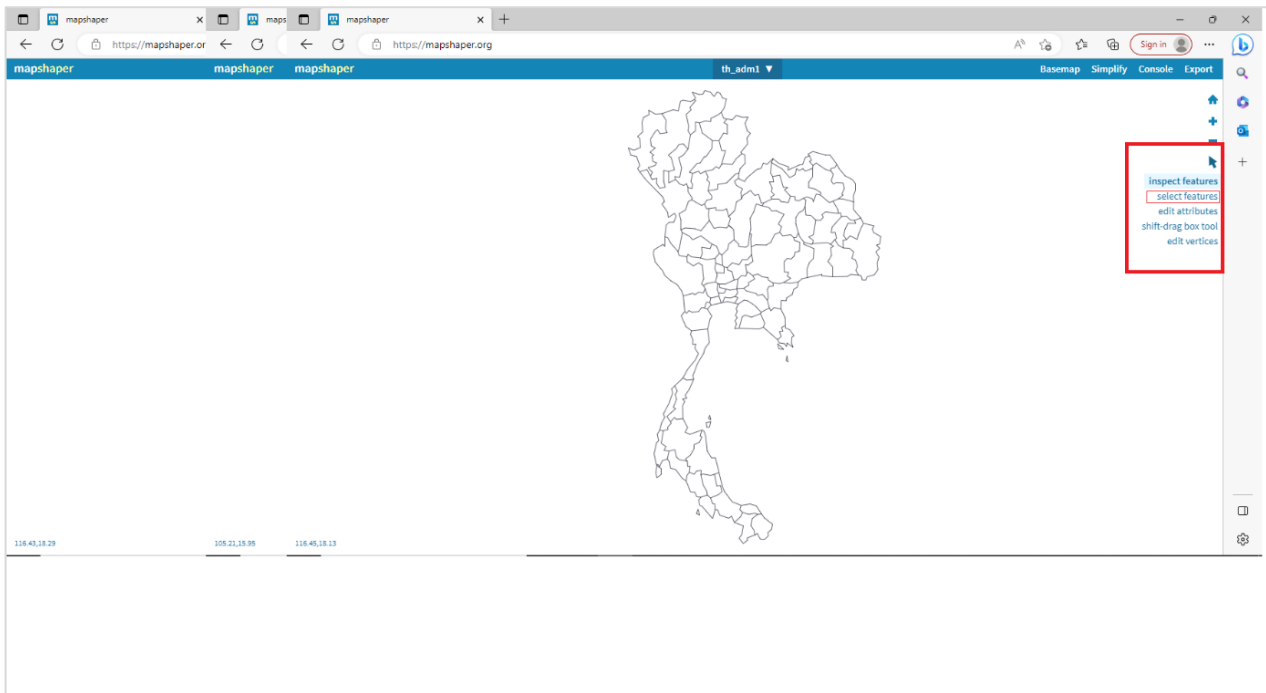 mapshaper
maps
mapshaper
https://mapshaper.or
https://mapshaper.org
Sign in
mapshaper
mapshaper
mapshaper
th_adm1 ▼
Basemap Simplify Console Export
inspect features
select features
edit attributes
shift-drag box tool
edit vertices
116.43,18.29
105.21,15.95
116.45,18.13